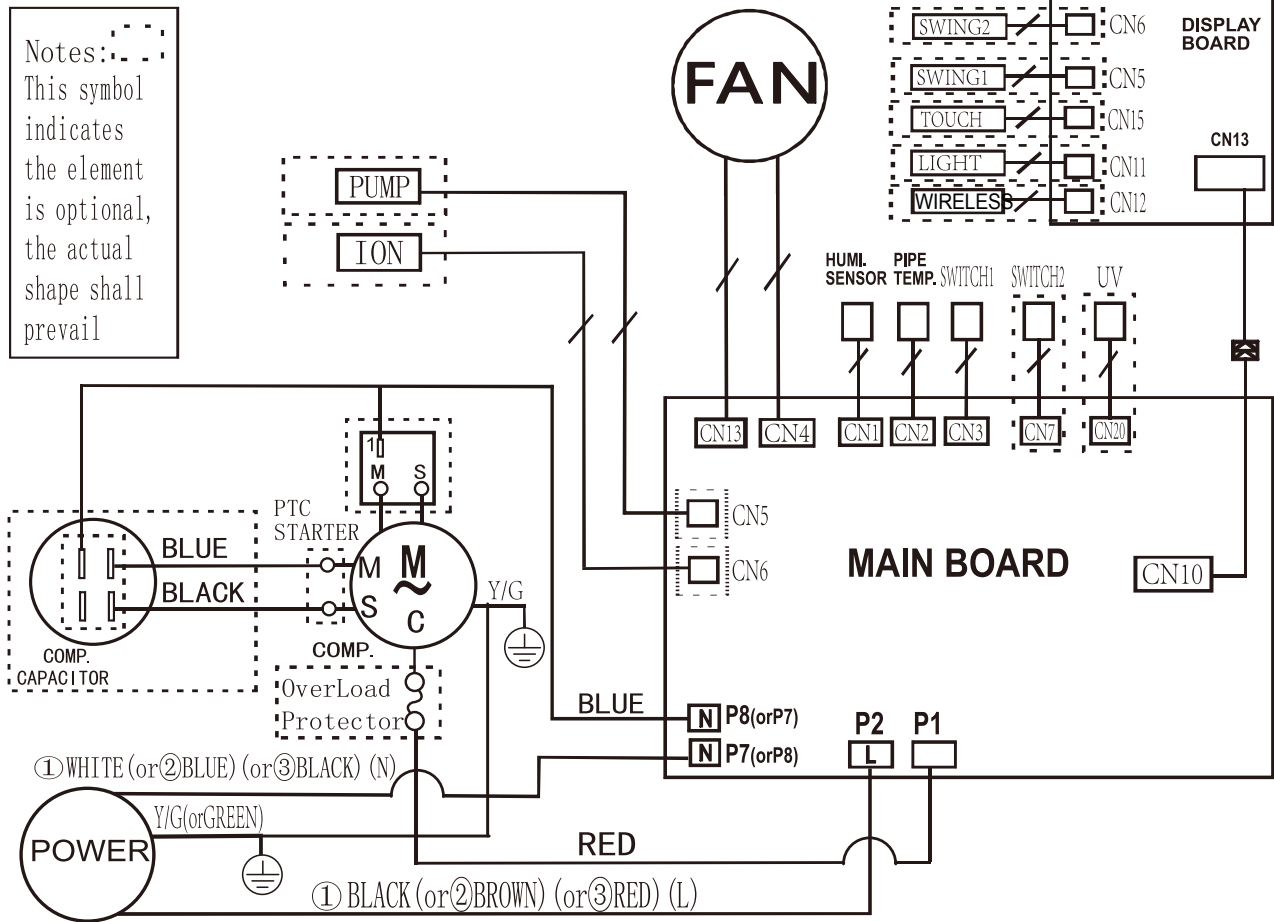 Notes:
This symbol
indicates
the element
is optional,
the actual
shape shall
prevail
FAN
SWING2
CN6
SWING1
CN5
TOUCH
CN15
LIGHT
CN11
WIRELESS
CN12
DISPLAY
BOARD
CN13
PUMP
ION
HUMI.
SENSOR
PIPE
TEMP.
SWITCH1
SWITCH2
UV
CN13
CN4
CN1
CN2
CN3
CN7
CN20
CN5
CN6
MAIN BOARD
CN10
1
M
S
PTC
STARTER
BLUE
BLACK
M
S
M
~
C
Y/G
COMP.
COMP.
CAPACITOR
OverLoad
Protector
BLUE
N
P8(orP7)
N
P7(orP8)
P2
L
P1
①WHITE(or②BLUE)(or③BLACK)(N)
Y/G(orGREEN)
POWER
RED
①BLACK(or②BROWN)(or③RED)(L)